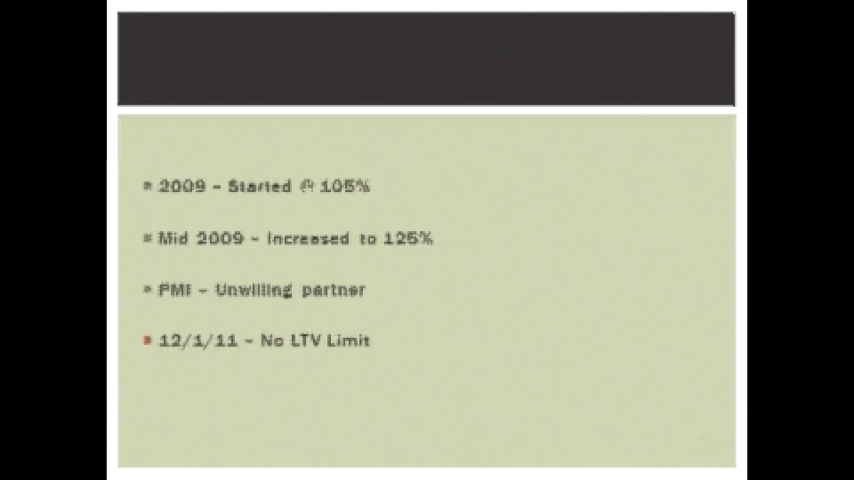 2009 – Started @ 105%
Mid 2009 – Increased to 125%
PMI – Unwilling partner
12/1/11 – No LTV Limit